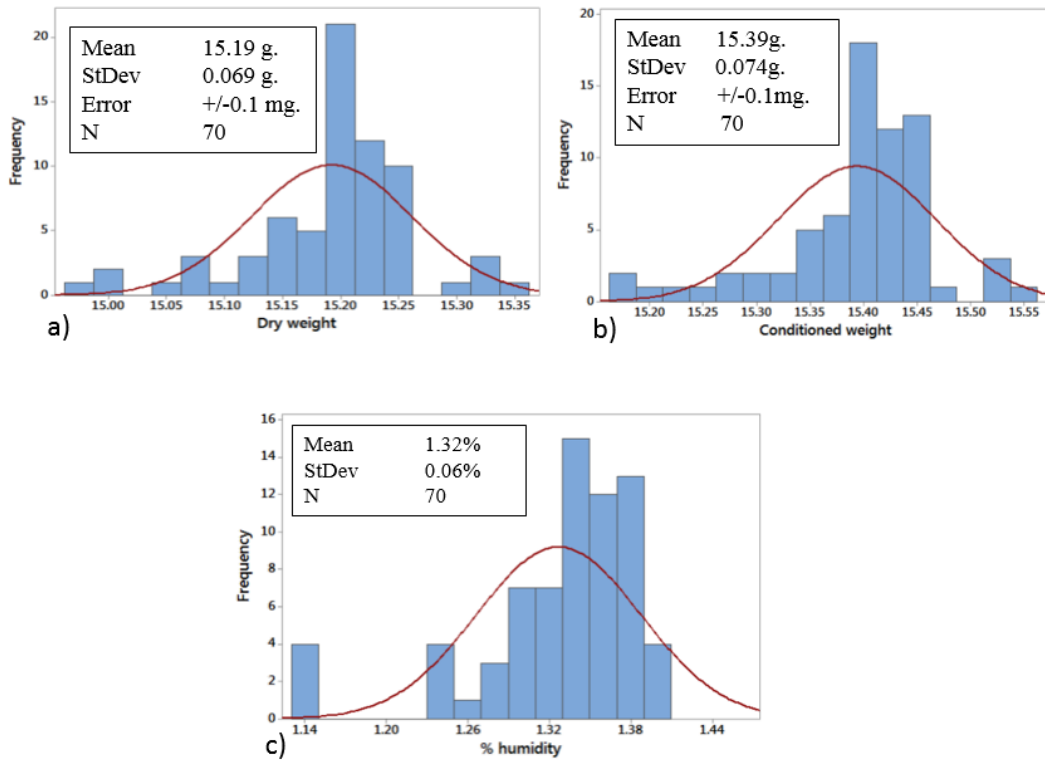 20
15
10
5
0
Frequency
Mean 15.19 g.
StDev 0.069 g.
Error +/-0.1 mg.
N 70
15.00 15.05 15.10 15.15 15.20 15.25 15.30 15.35
Dry weight
a)
20
15
10
5
0
Frequency
Mean 15.39g.
StDev 0.074g.
Error +/-0.1mg.
N 70
15.20 15.25 15.30 15.35 15.40 15.45 15.50 15.55
Conditioned weight
b)
16
14
12
10
8
6
4
2
0
Frequency
Mean 1.32%
StDev 0.06%
N 70
1.14 1.20 1.26 1.32 1.38 1.44
% humidity
c)